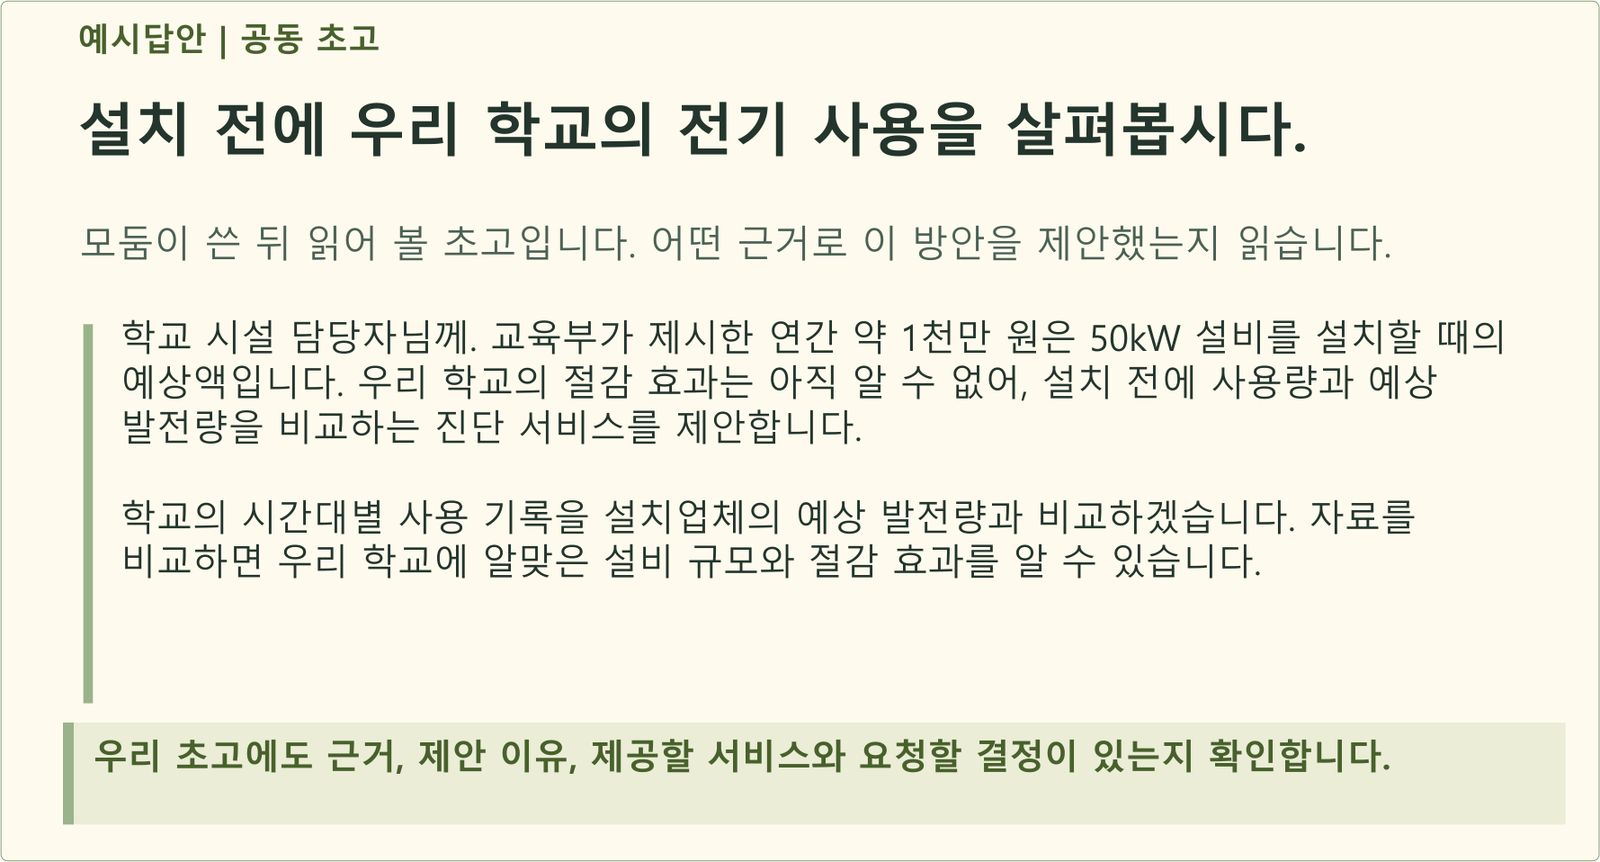 예시답안 | 공동 초고
설치 전에 우리 학교의 전기 사용을 살펴봅시다.
모둠이 쓴 뒤 읽어 볼 초고입니다. 어떤 근거로 이 방안을 제안했는지 읽습니다.
학교 시설 담당자님께. 교육부가 제시한 연간 약 1천만 원은 50kW 설비를 설치할 때의
예상액입니다. 우리 학교의 절감 효과는 아직 알 수 없어, 설치 전에 사용량과 예상
발전량을 비교하는 진단 서비스를 제안합니다.
학교의 시간대별 사용 기록을 설치업체의 예상 발전량과 비교하겠습니다. 자료를
비교하면 우리 학교에 알맞은 설비 규모와 절감 효과를 알 수 있습니다.
우리 초고에도 근거, 제안 이유, 제공할 서비스와 요청할 결정이 있는지 확인합니다.